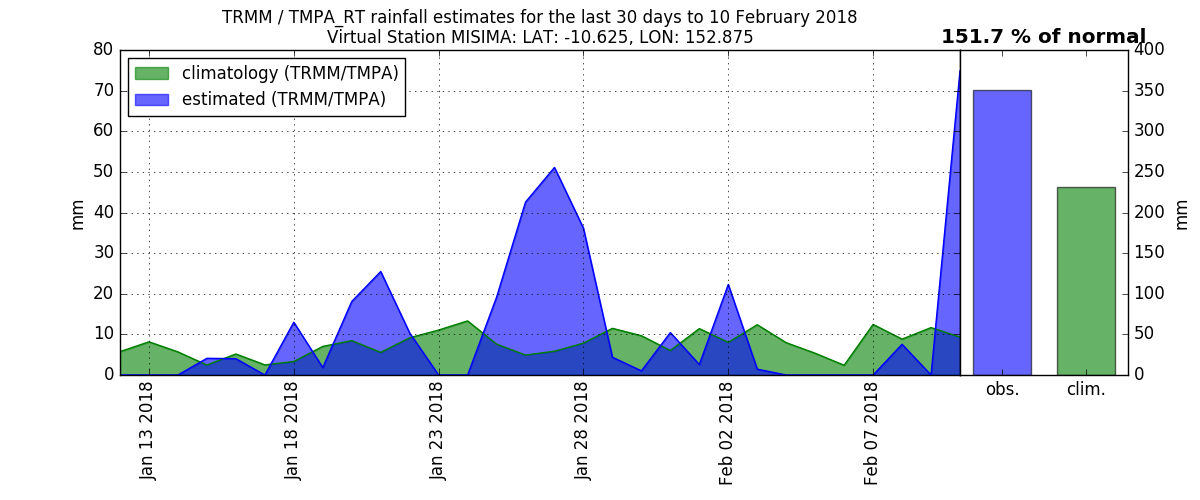 TRMM / TMPA_RT rainfall estimates for the last 30 days to 10 February 2018
Virtual Station MISIMA: LAT: -10.625, LON: 152.875
151.7 % of normal
climatology (TRMM/TMPA)
estimated (TRMM/TMPA)
80
70
60
50
40
30
20
10
0
mm
400
350
300
250
200
150
100
50
0
mm
Jan 13 2018
Jan 18 2018
Jan 23 2018
Jan 28 2018
Feb 02 2018
Feb 07 2018
obs.
clim.